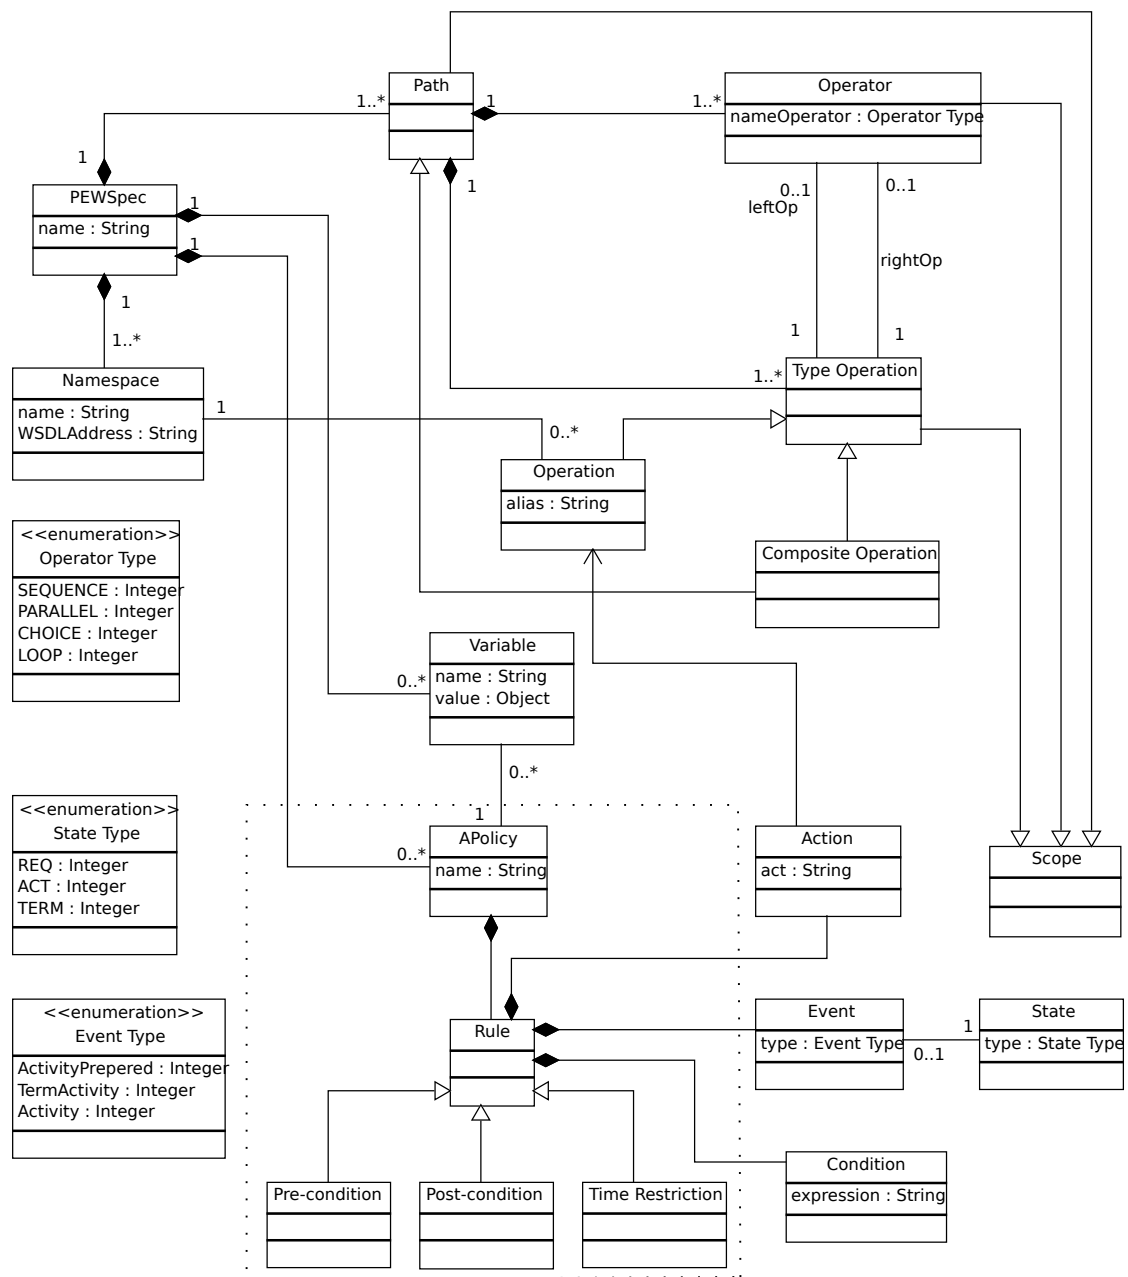 Path
Operator
1..*
1
1..*
nameOperator : Operator Type
1
1
0..1
0..1
leftOp
PEWSpec
1
name : String
1
rightOp
1
1..*
1
1
Namespace
Type Operation
1..*
name : String
WSDLAddress : String
1
0..*
Operation
alias : String
<<enumeration>>
Operator Type
Composite Operation
SEQUENCE : Integer
PARALLEL : Integer
CHOICE : Integer
LOOP : Integer
Variable
0..*
name : String
value : Object
0..*
<<enumeration>>
State Type
1
APolicy
Action
0..*
name : String
act : String
Scope
REQ : Integer
ACT : Integer
TERM : Integer
<<enumeration>>
Event Type
Rule
Event
State
1
type : Event Type
0..1
type : State Type
ActivityPrepered : Integer
TermActivity : Integer
Activity : Integer
Condition
Pre-condition
Post-condition
Time Restriction
expression : String